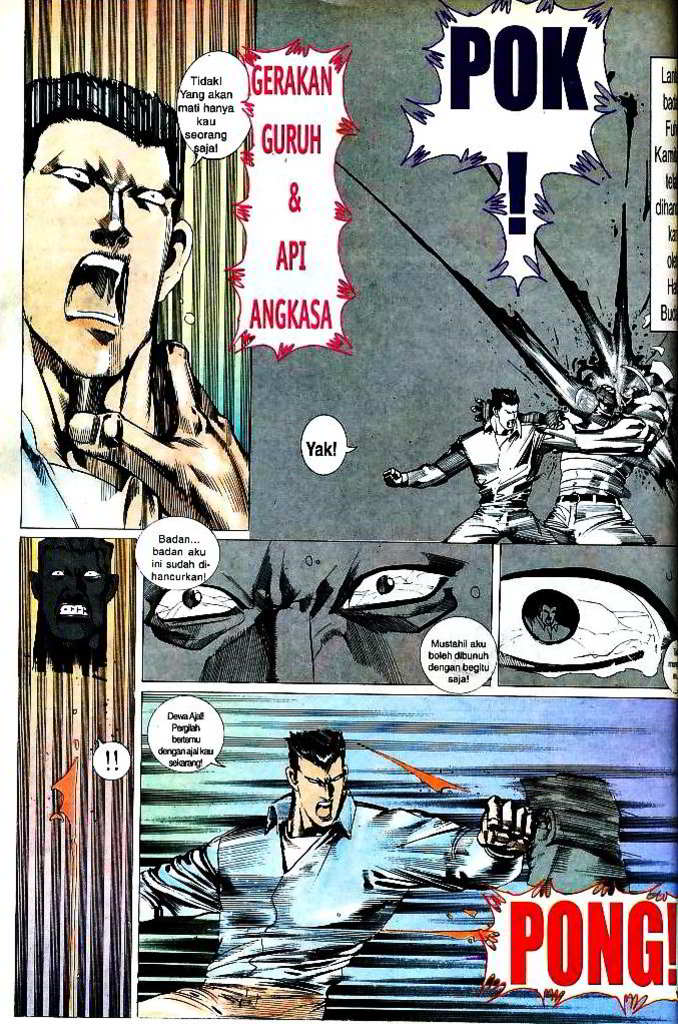 Tidak!
Yang akan
mati hanya
kau
seorang
saja!
GERAKAN
GURUH
&
API
ANGKASA
POK
!
Yak!
Badan...
badan aku
ini sudah di-
hancurkan!
Mustahil aku
boleh dibunuh
dengan begitu
saja!
!!
Dewa Ajal!
Pergilah
bertemu
dengan ajal kau
sekarang!
PONG!